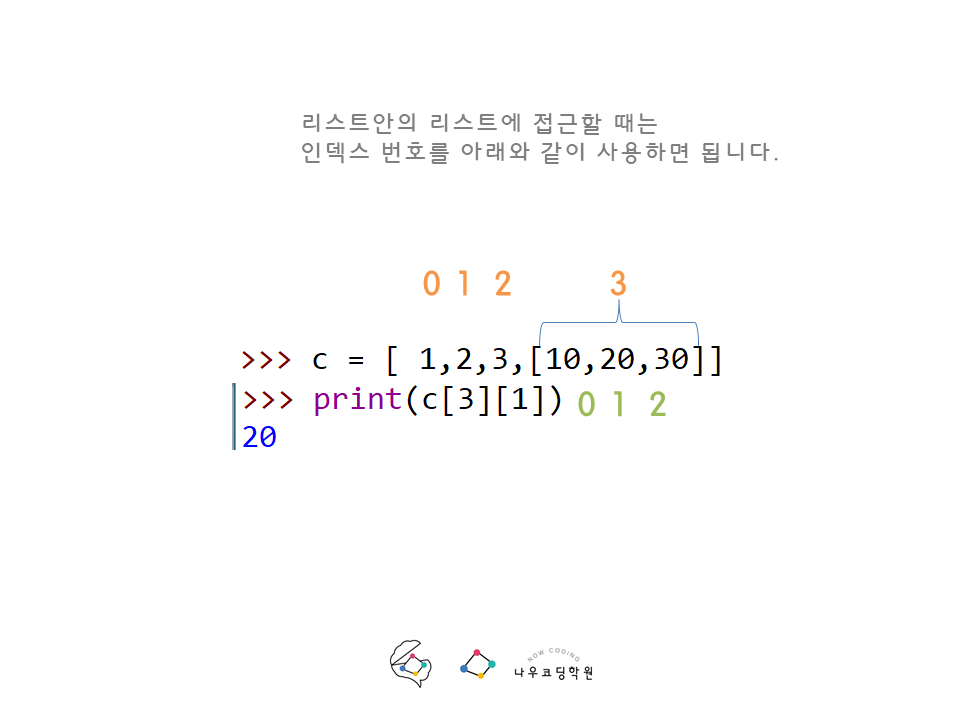 리스트안의 리스트에 접근할 때는
인덱스 번호를 아래와 같이 사용하면 됩니다.
0 1 2 3
>>> c = [ 1,2,3,[10,20,30]]
>>> print(c[3][1]) 0 1 2
20
NOW CODING
나우코딩학원